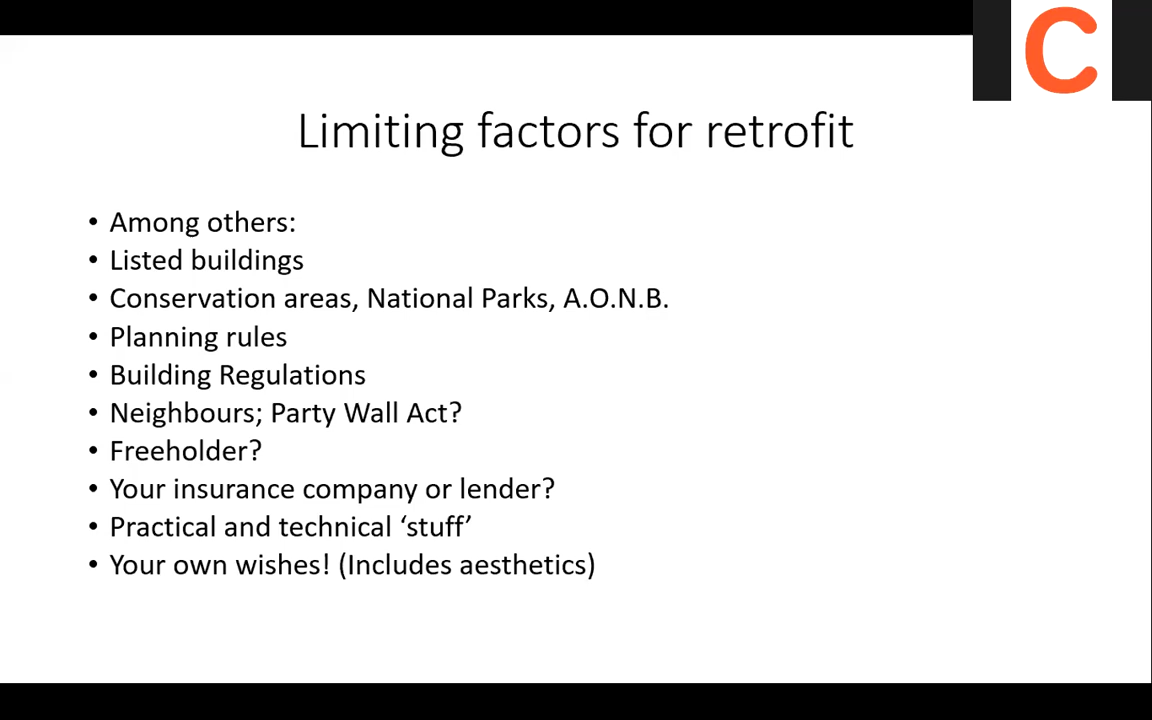 C
Limiting factors for retrofit
• Among others:
• Listed buildings
• Conservation areas, National Parks, A.O.N.B.
• Planning rules
• Building Regulations
• Neighbours; Party Wall Act?
• Freeholder?
• Your insurance company or lender?
• Practical and technical ‘stuff’
• Your own wishes! (Includes aesthetics)